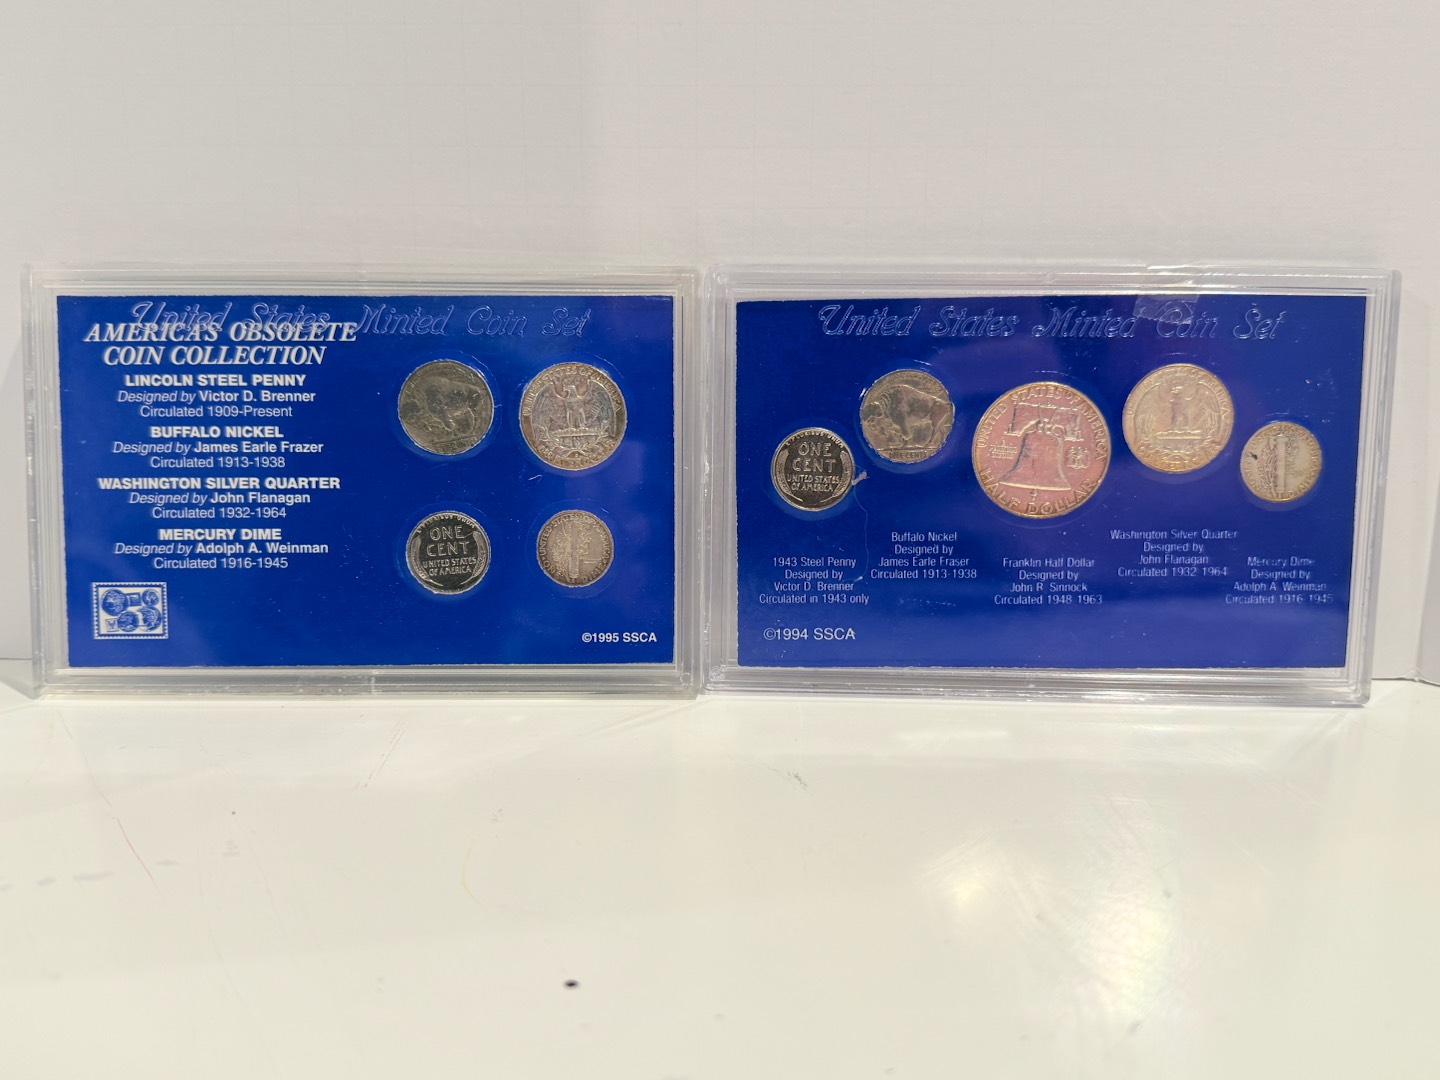 United States Minted Coin Set
AMERICA'S OBSOLETE
COIN COLLECTION
LINCOLN STEEL PENNY
Designed by Victor D. Brenner
Circulated 1909-Present
BUFFALO NICKEL
Designed by James Earle Frazer
Circulated 1913-1938
WASHINGTON SILVER QUARTER
Designed by John Flanagan
Circulated 1932-1964
MERCURY DIME
Designed by Adolph A. Weinman
Circulated 1916-1945
©1995 SSCA
ONE
CENT
UNITED STATES
OF AMERICA
United States Minted Coin Set
E PLURIBUS UNUM
ONE
CENT
UNITED STATES
OF AMERICA
FIVE CENTS
UNITED STATES OF AMERICA
HALF DOLLAR
1943 Steel Penny
Designed by
Victor D. Brenner
Circulated in 1943 only
Buffalo Nickel
Designed by
James Earle Fraser
Circulated 1913-1938
Franklin Half Dollar
Designed by
John R. Sinnock
Circulated 1948-1963
Washington Silver Quarter
Designed by
John Flanagan
Circulated 1932-1964
Mercury Dime
Designed by
Adolph A. Weinman
Circulated 1916-1945
©1994 SSCA